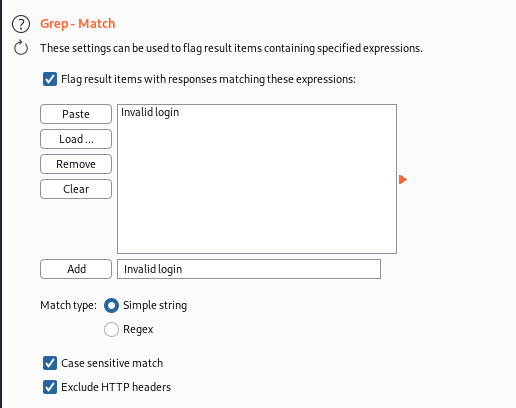 Grep - Match
These settings can be used to flag result items containing specified expressions.
Flag result items with responses matching these expressions:
Paste
Load ...
Remove
Clear
Invalid login
Add
Invalid login
Match type:
Simple string
Regex
Case sensitive match
Exclude HTTP headers